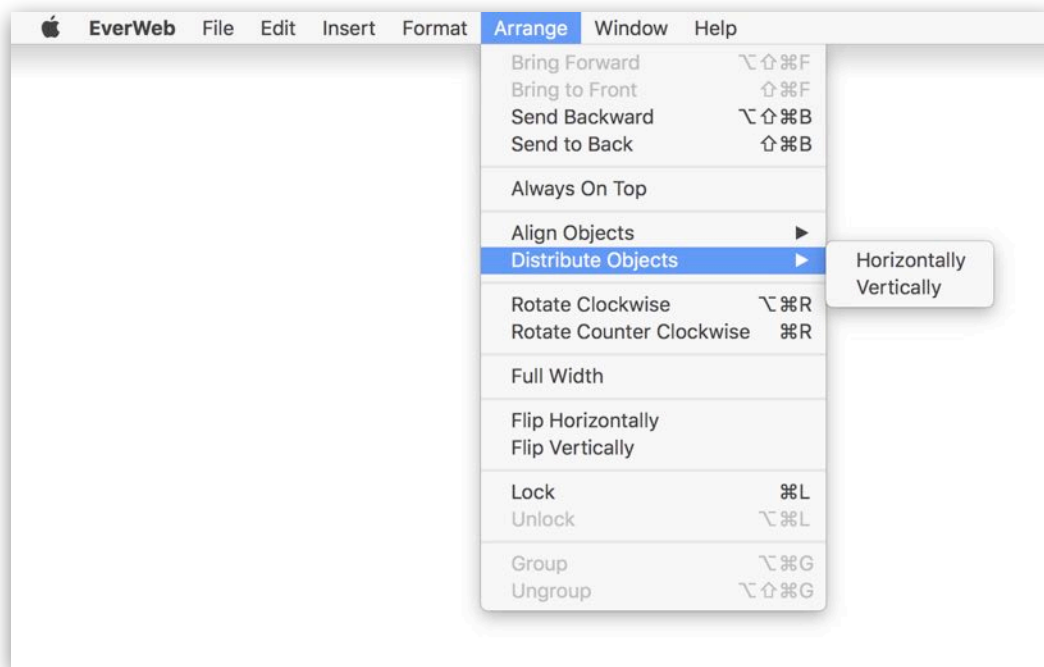 EverWeb File Edit Insert Format Arrange Window Help
Bring Forward ⌥⇧⌘F
Bring to Front ⇧⌘F
Send Backward ⌥⇧⌘B
Send to Back ⇧⌘B
Always On Top
Align Objects ▶
Distribute Objects ▶
Horizontally
Vertically
Rotate Clockwise ⌥⌘R
Rotate Counter Clockwise ⌘R
Full Width
Flip Horizontally
Flip Vertically
Lock ⌘L
Unlock ⌥⌘L
Group ⌥⌘G
Ungroup ⌥⇧⌘G